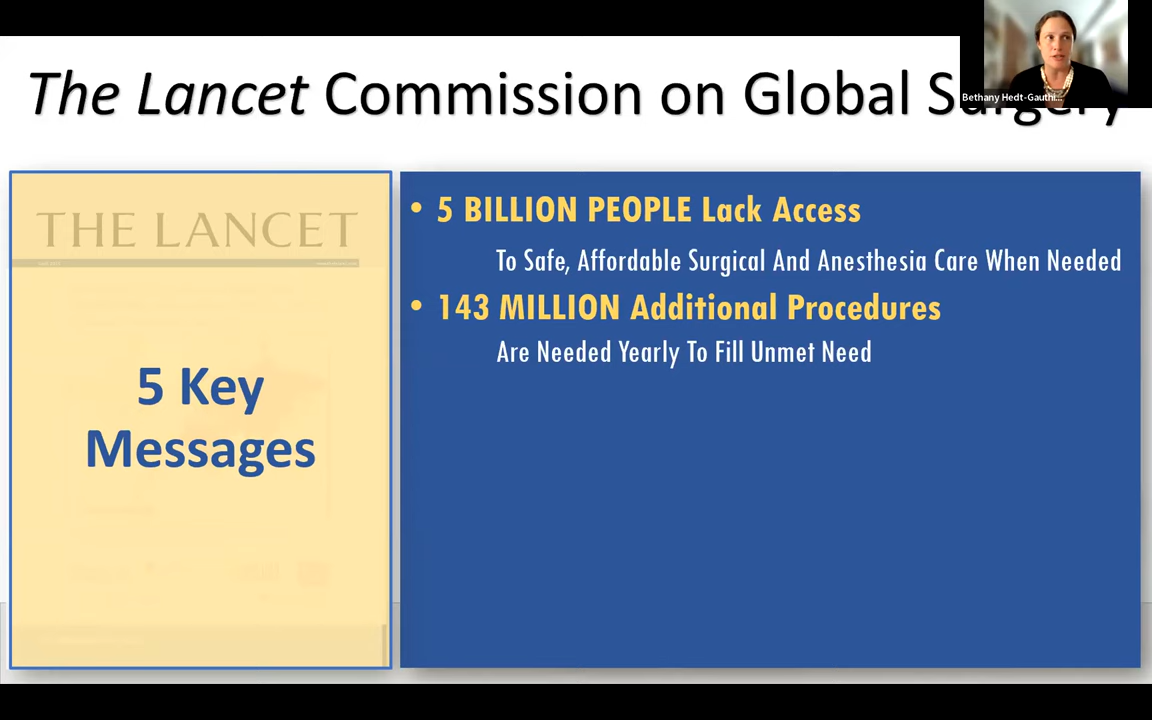 The Lancet Commission on Global Surgery
Bethany Hedt-Gauthi...
THE LANCET
5 Key
Messages
• 5 BILLION PEOPLE Lack Access
To Safe, Affordable Surgical And Anesthesia Care When Needed
• 143 MILLION Additional Procedures
Are Needed Yearly To Fill Unmet Need